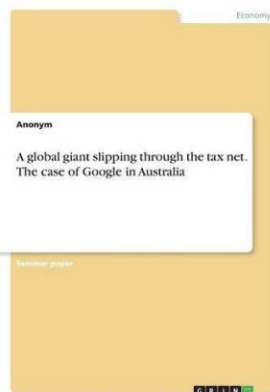 Economy
Anonym
A global giant slipping through the tax net.
The case of Google in Australia
Seminar paper
GRIN